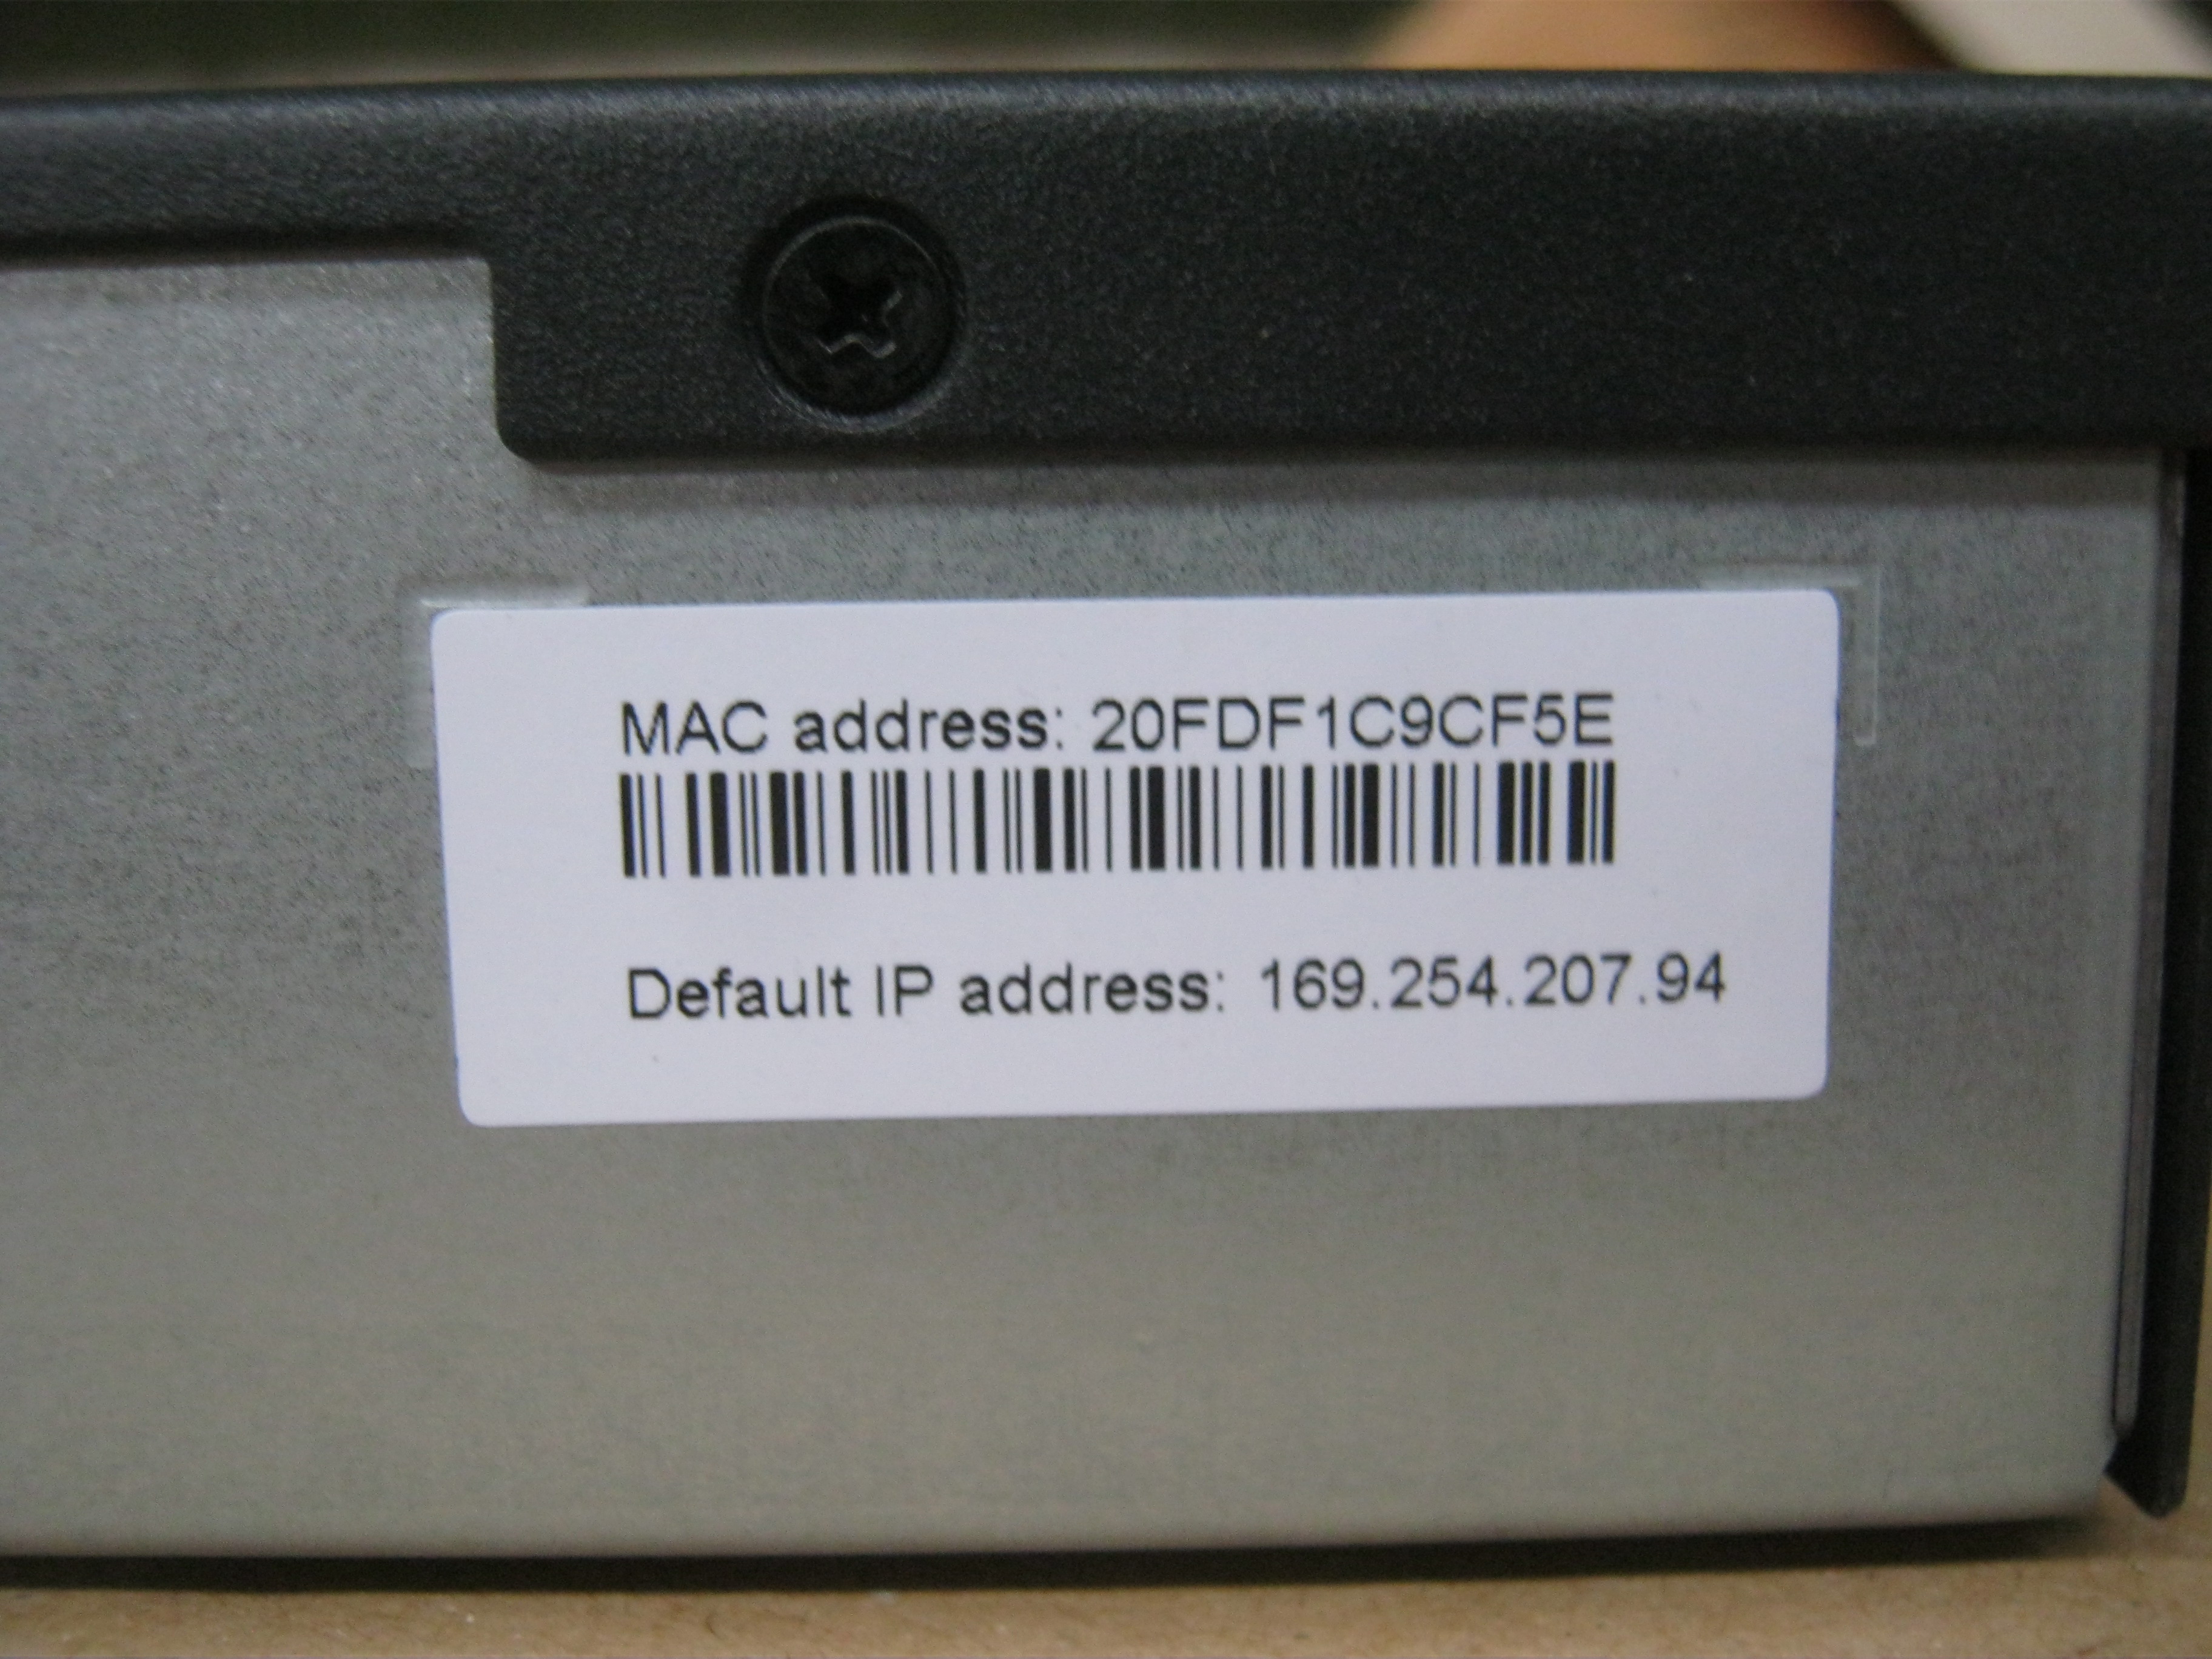 MAC address: 20FDF1C9CF5E
Default IP address: 169.254.207.94